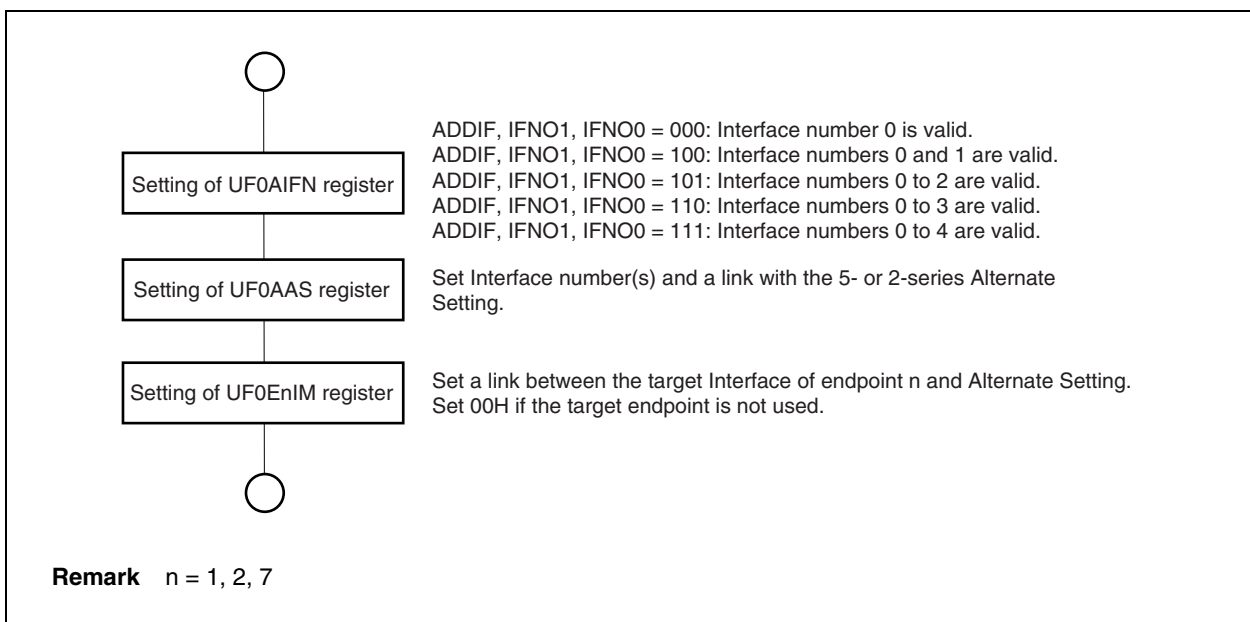 ADDIF, IFNO1, IFNO0 = 000: Interface number 0 is valid.
ADDIF, IFNO1, IFNO0 = 100: Interface numbers 0 and 1 are valid.
Setting of UF0AIFN register
ADDIF, IFNO1, IFNO0 = 101: Interface numbers 0 to 2 are valid.
ADDIF, IFNO1, IFNO0 = 110: Interface numbers 0 to 3 are valid.
ADDIF, IFNO1, IFNO0 = 111: Interface numbers 0 to 4 are valid.
Setting of UF0AAS register
Set Interface number(s) and a link with the 5- or 2-series Alternate
Setting.
Setting of UF0EnIM register
Set a link between the target Interface of endpoint n and Alternate Setting.
Set 00H if the target endpoint is not used.
Remark n = 1, 2, 7